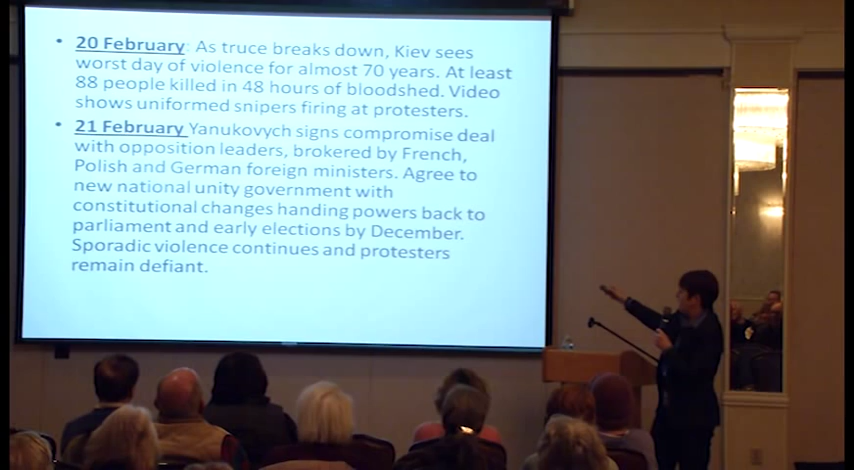 • 20 February: As truce breaks down, Kiev sees
worst day of violence for almost 70 years. At least
88 people killed in 48 hours of bloodshed. Video
shows uniformed snipers firing at protesters.
• 21 February Yanukovych signs compromise deal
with opposition leaders, brokered by French,
Polish and German foreign ministers. Agree to
new national unity government with
constitutional changes handing powers back to
parliament and early elections by December.
Sporadic violence continues and protesters
remain defiant.